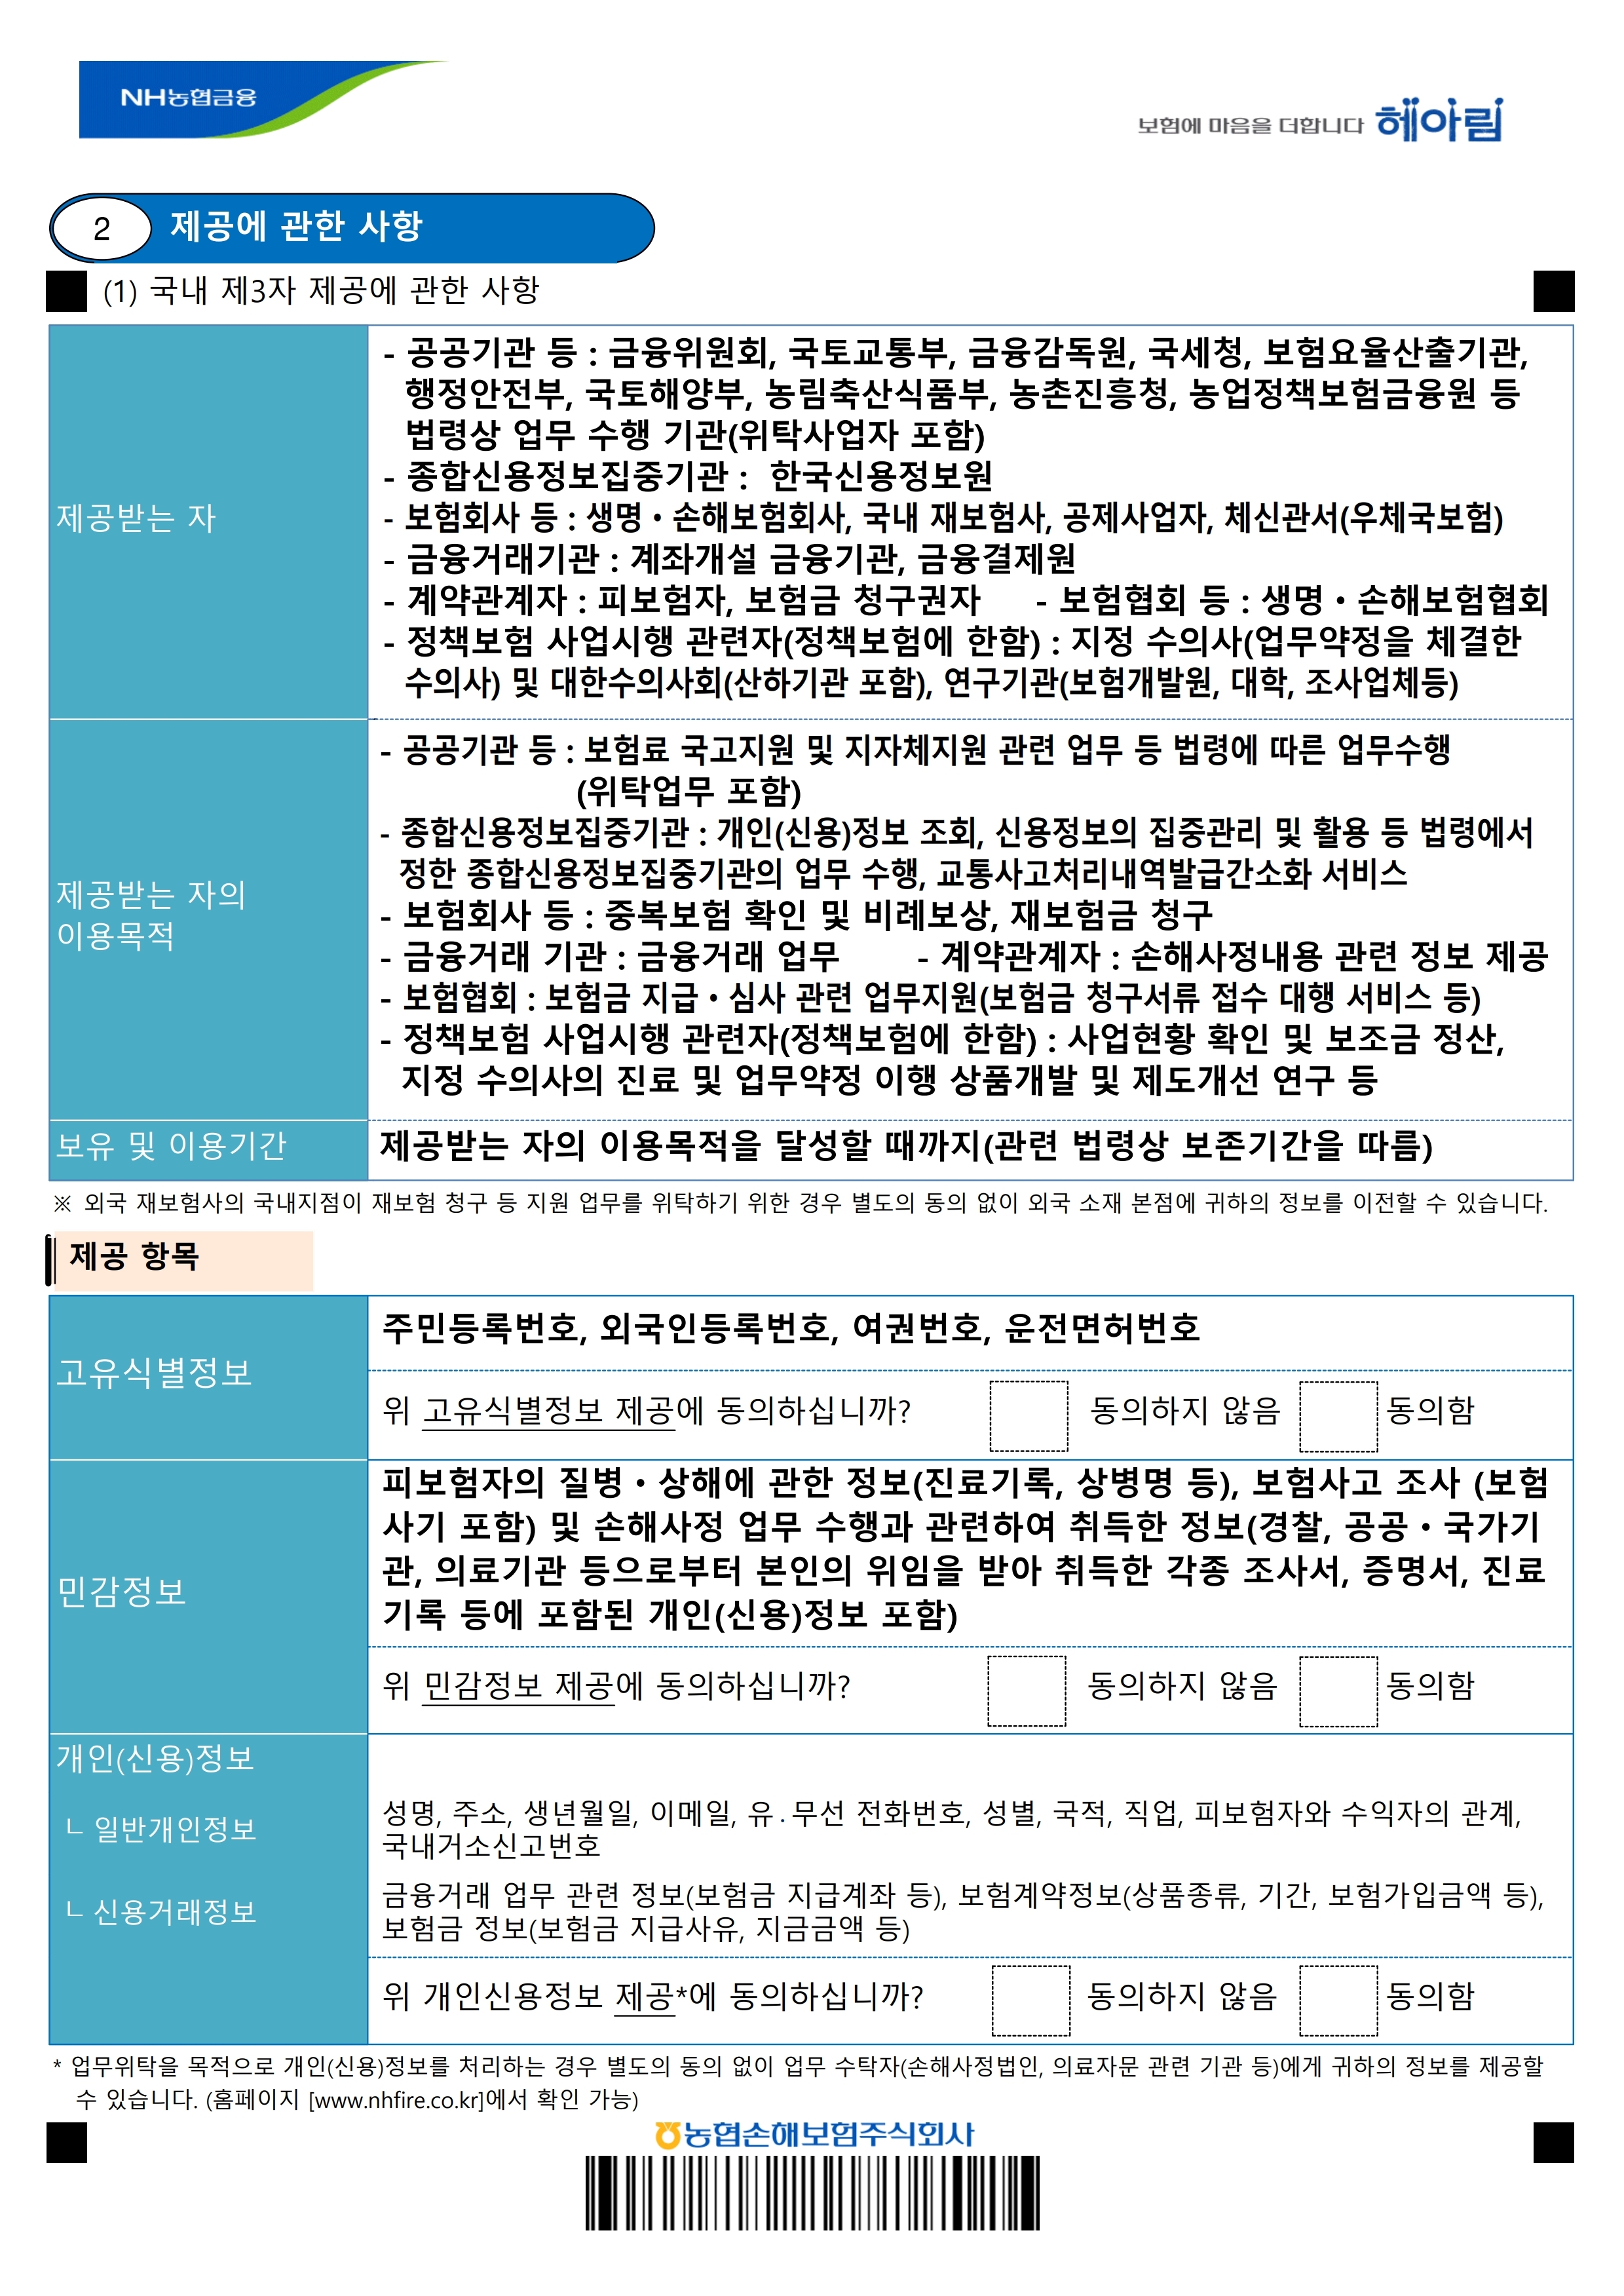 NH농협금융
보험에 마음을 더합니다 헤아림
2 제공에 관한 사항
(1) 국내 제3자 제공에 관한 사항
제공받는 자
- 공공기관 등 : 금융위원회, 국토교통부, 금융감독원, 국세청, 보험요율산출기관,
행정안전부, 국토해양부, 농림축산식품부, 농촌진흥청, 농업정책보험금융원 등
법령상 업무 수행 기관(위탁사업자 포함)
- 종합신용정보집중기관 : 한국신용정보원
- 보험회사 등 : 생명•손해보험회사, 국내 재보험사, 공제사업자, 체신관서(우체국보험)
- 금융거래기관 : 계좌개설 금융기관, 금융결제원
- 계약관계자 : 피보험자, 보험금 청구권자 - 보험협회 등 : 생명•손해보험협회
- 정책보험 사업시행 관련자(정책보험에 한함) : 지정 수의사(업무약정을 체결한
수의사) 및 대한수의사회(산하기관 포함), 연구기관(보험개발원, 대학, 조사업체등)
제공받는 자의
이용목적
- 공공기관 등 : 보험료 국고지원 및 지자체지원 관련 업무 등 법령에 따른 업무수행
(위탁업무 포함)
- 종합신용정보집중기관 : 개인(신용)정보 조회, 신용정보의 집중관리 및 활용 등 법령에서
정한 종합신용정보집중기관의 업무 수행, 교통사고처리내역발급간소화 서비스
- 보험회사 등 : 중복보험 확인 및 비례보상, 재보험금 청구
- 금융거래 기관 : 금융거래 업무 - 계약관계자 : 손해사정내용 관련 정보 제공
- 보험협회 : 보험금 지급•심사 관련 업무지원(보험금 청구서류 접수 대행 서비스 등)
- 정책보험 사업시행 관련자(정책보험에 한함) : 사업현황 확인 및 보조금 정산,
지정 수의사의 진료 및 업무약정 이행 상품개발 및 제도개선 연구 등
보유 및 이용기간
제공받는 자의 이용목적을 달성할 때까지(관련 법령상 보존기간을 따름)
※ 외국 재보험사의 국내지점이 재보험 청구 등 지원 업무를 위탁하기 위한 경우 별도의 동의 없이 외국 소재 본점에 귀하의 정보를 이전할 수 있습니다.
제공 항목
고유식별정보
주민등록번호, 외국인등록번호, 여권번호, 운전면허번호
위 고유식별정보 제공에 동의하십니까? 동의하지 않음 동의함
민감정보
피보험자의 질병•상해에 관한 정보(진료기록, 상병명 등), 보험사고 조사 (보험
사기 포함) 및 손해사정 업무 수행과 관련하여 취득한 정보(경찰, 공공•국가기
관, 의료기관 등으로부터 본인의 위임을 받아 취득한 각종 조사서, 증명서, 진료
기록 등에 포함된 개인(신용)정보 포함)
위 민감정보 제공에 동의하십니까? 동의하지 않음 동의함
개인(신용)정보
ㄴ 일반개인정보
성명, 주소, 생년월일, 이메일, 유·무선 전화번호, 성별, 국적, 직업, 피보험자와 수익자의 관계,
국내거소신고번호
ㄴ 신용거래정보
금융거래 업무 관련 정보(보험금 지급계좌 등), 보험계약정보(상품종류, 기간, 보험가입금액 등),
보험금 정보(보험금 지급사유, 지금금액 등)
위 개인신용정보 제공*에 동의하십니까? 동의하지 않음 동의함
* 업무위탁을 목적으로 개인(신용)정보를 처리하는 경우 별도의 동의 없이 업무 수탁자(손해사정법인, 의료자문 관련 기관 등)에게 귀하의 정보를 제공할
수 있습니다. (홈페이지 [www.nhfire.co.kr]에서 확인 가능)
농협손해보험주식회사